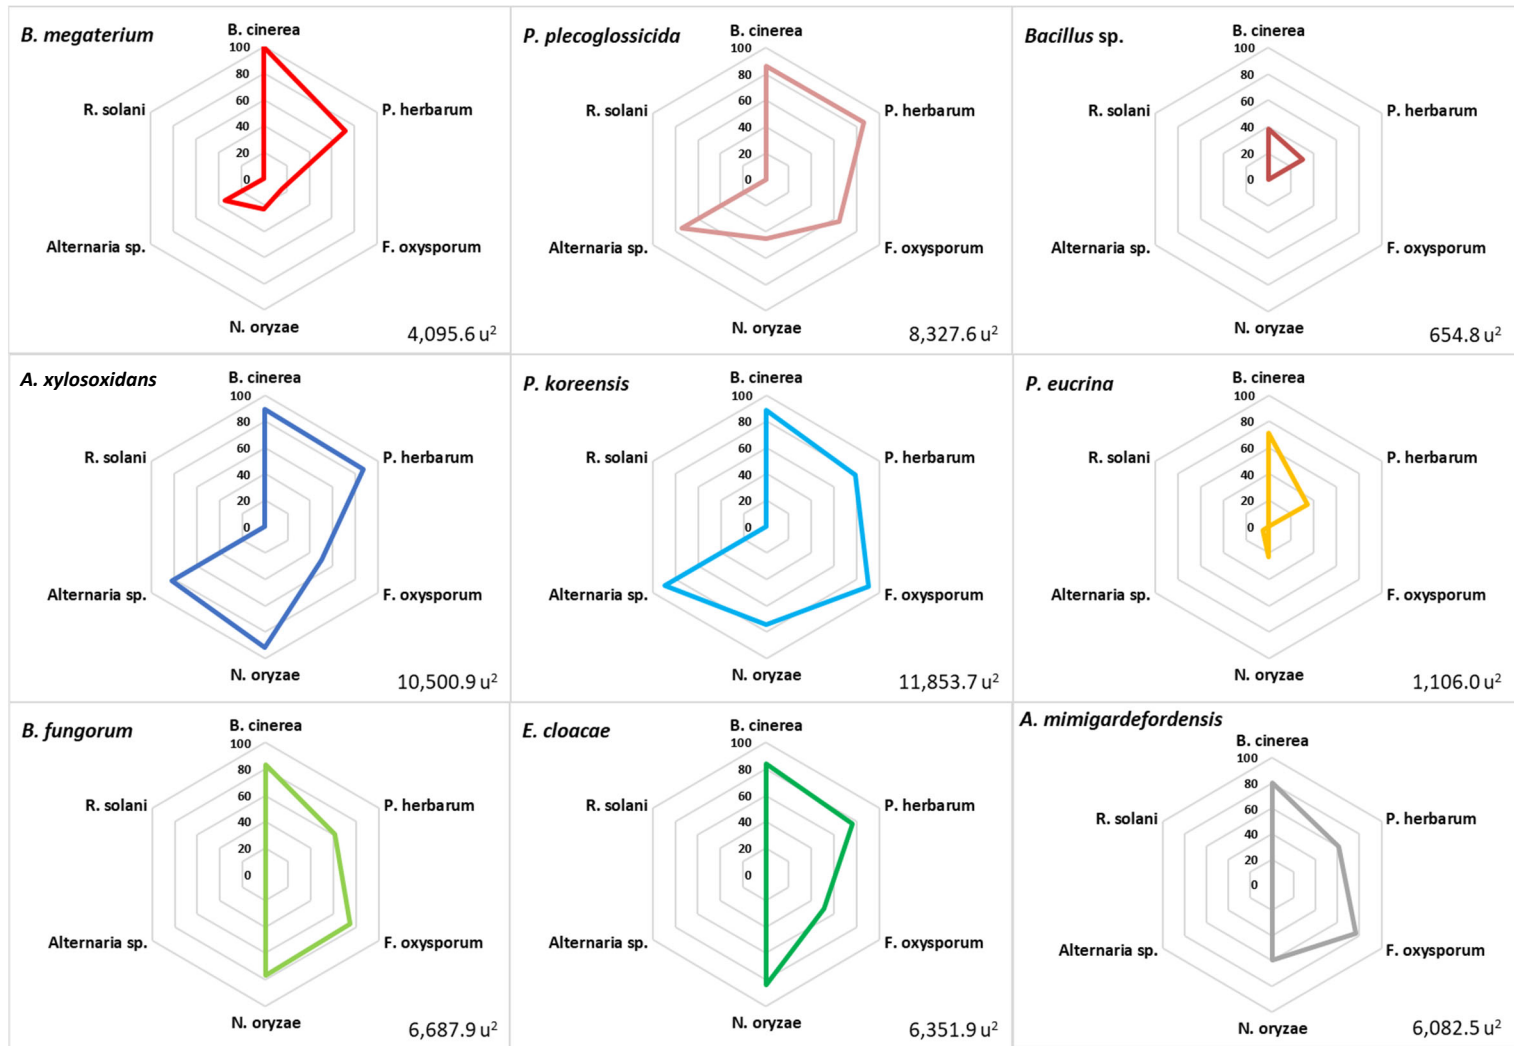 B. megaterium
B. cinerea
100
80
60
40
20
0
R. solani
P. herbarum
Alternaria sp.
F. oxysporum
N. oryzae
4,095.6 u²
P. plecoglossicida
B. cinerea
100
80
60
40
20
0
R. solani
P. herbarum
Alternaria sp.
F. oxysporum
N. oryzae
8,327.6 u²
Bacillus sp.
B. cinerea
100
80
60
40
20
0
R. solani
P. herbarum
Alternaria sp.
F. oxysporum
N. oryzae
654.8 u²
A. xylosoxidans
B. cinerea
100
80
60
40
20
0
R. solani
P. herbarum
Alternaria sp.
F. oxysporum
N. oryzae
10,500.9 u²
P. koreensis
B. cinerea
100
80
60
40
20
0
R. solani
P. herbarum
Alternaria sp.
F. oxysporum
N. oryzae
11,853.7 u²
P. eucrina
B. cinerea
100
80
60
40
20
0
R. solani
P. herbarum
Alternaria sp.
F. oxysporum
N. oryzae
1,106.0 u²
B. fungorum
B. cinerea
100
80
60
40
20
0
R. solani
P. herbarum
Alternaria sp.
F. oxysporum
N. oryzae
6,687.9 u²
E. cloacae
B. cinerea
100
80
60
40
20
0
R. solani
P. herbarum
Alternaria sp.
F. oxysporum
N. oryzae
6,351.9 u²
A. mimigardefordensis
B. cinerea
100
80
60
40
20
0
R. solani
P. herbarum
Alternaria sp.
F. oxysporum
N. oryzae
6,082.5 u²